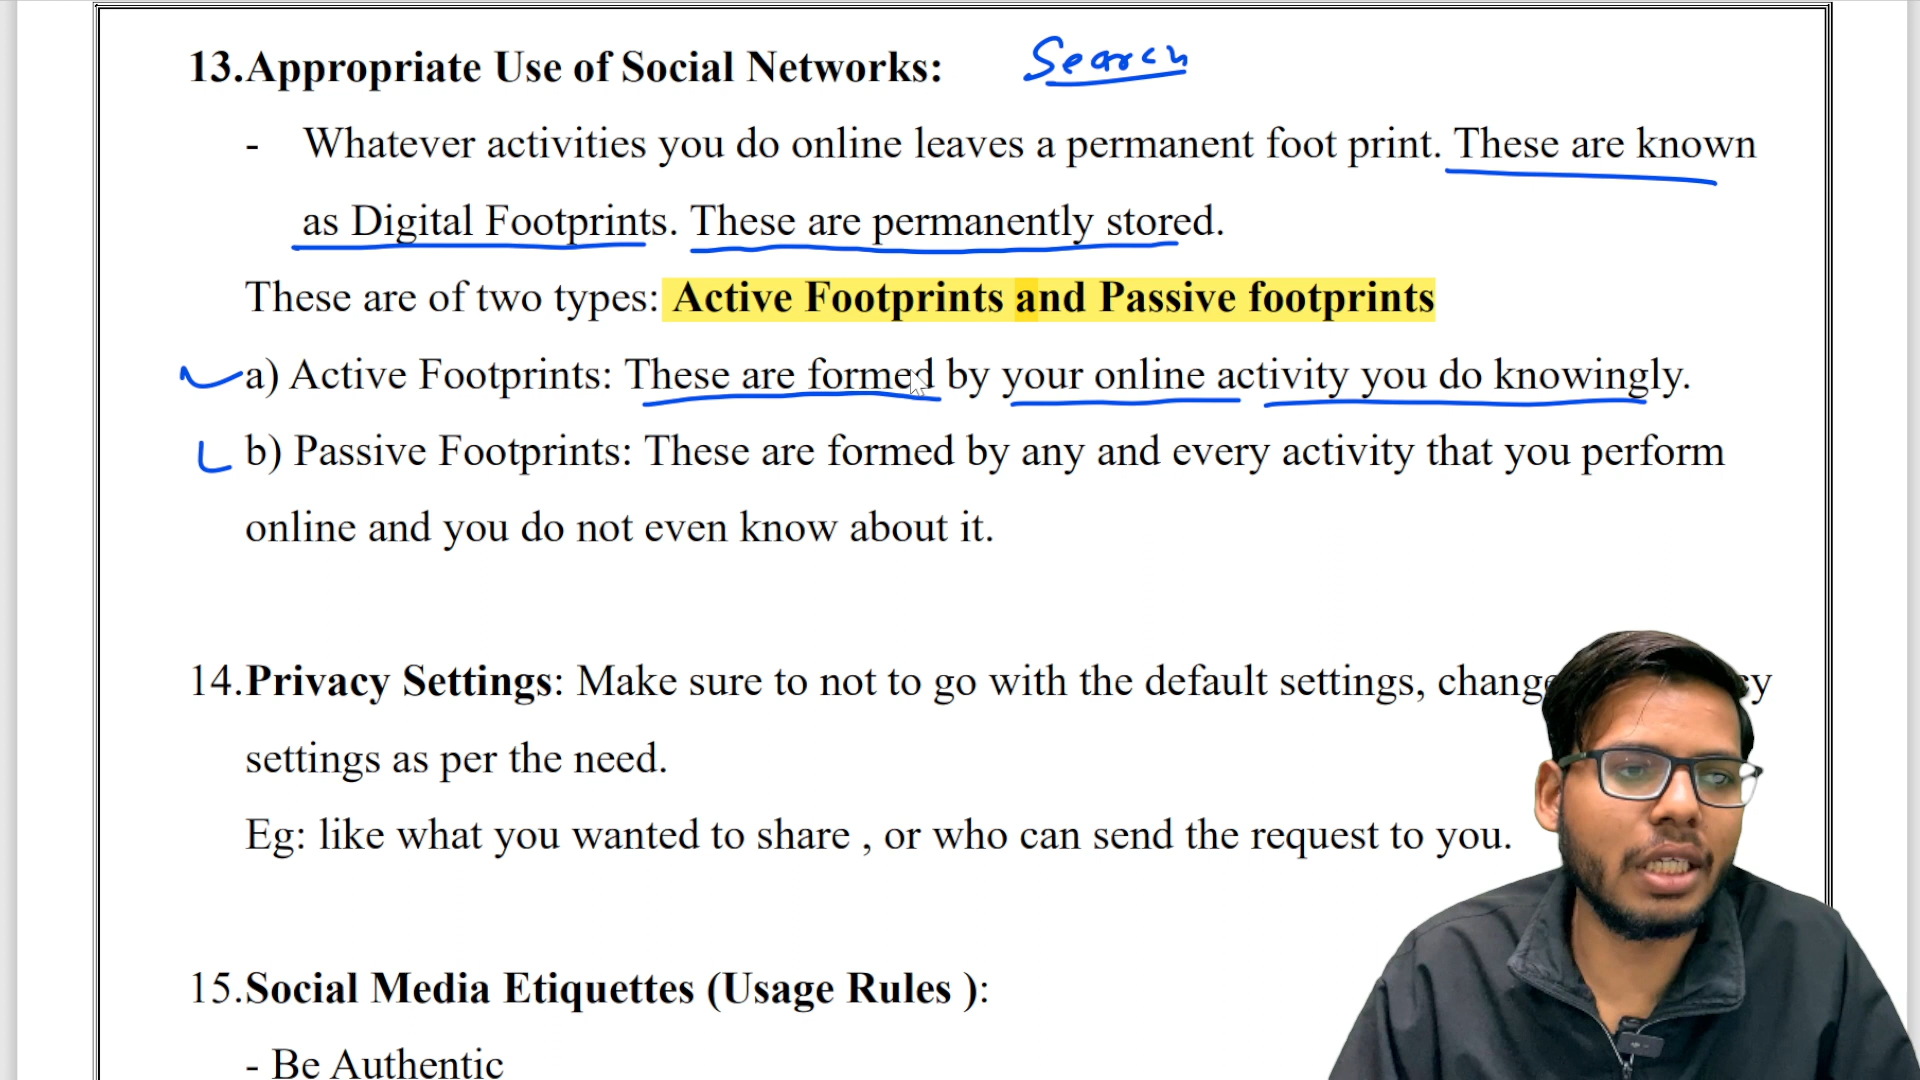 13.Appropriate Use of Social Networks: Search
- Whatever activities you do online leaves a permanent foot print. These are known
as Digital Footprints. These are permanently stored.
These are of two types: Active Footprints and Passive footprints
a) Active Footprints: These are formed by your online activity you do knowingly.
b) Passive Footprints: These are formed by any and every activity that you perform
online and you do not even know about it.
14.Privacy Settings: Make sure to not to go with the default settings, change
settings as per the need.
Eg: like what you wanted to share , or who can send the request to you.
15.Social Media Etiquettes (Usage Rules ):
- Be Authentic